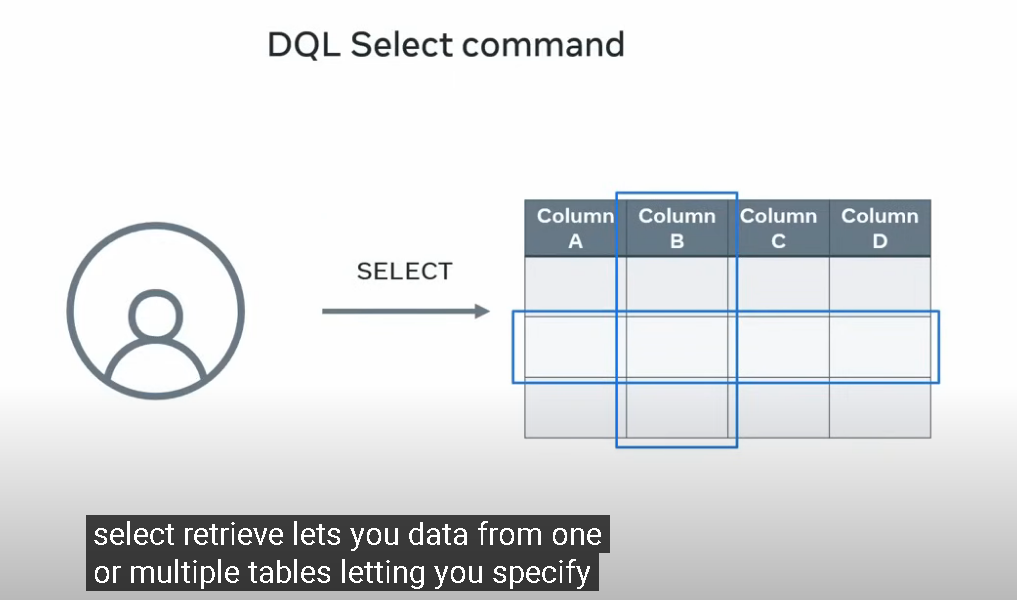 DQL Select command
SELECT
Column A
Column B
Column C
Column D
select retrieve lets you data from one
or multiple tables letting you specify